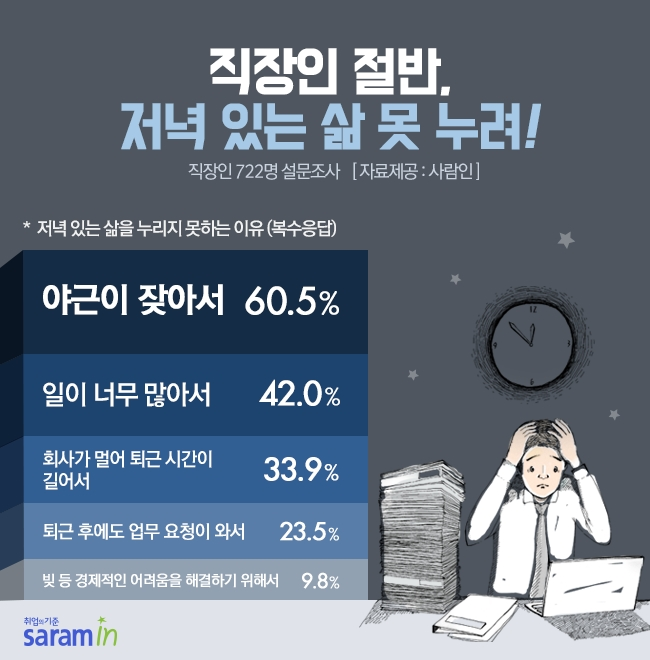 직장인 절반,
저녁 있는 삶 못 누려!
직장인 722명 설문조사 [ 자료제공 : 사람인 ]
* 저녁 있는 삶을 누리지 못하는 이유 (복수응답)
야근이 잦아서 60.5%
일이 너무 많아서 42.0%
회사가 멀어 퇴근 시간이
길어서 33.9%
퇴근 후에도 업무 요청이 와서 23.5%
빚 등 경제적인 어려움을 해결하기 위해서 9.8%
12
3
6
9
취업의 기준
saramin